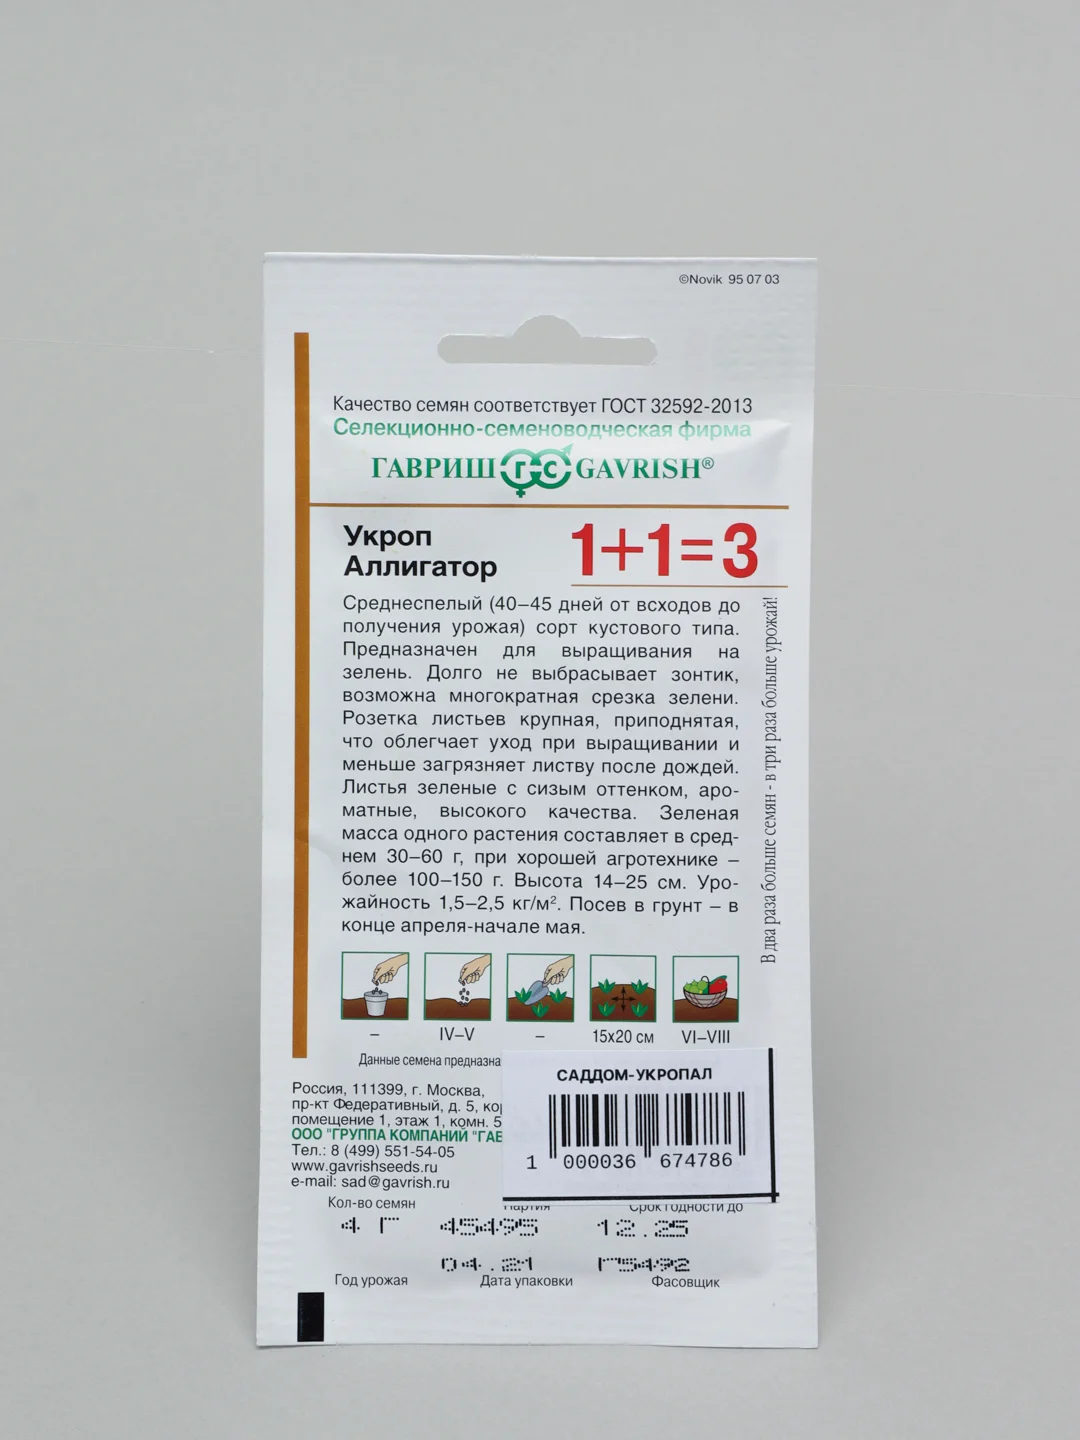 ©Novik 95 07 03
Качество семян соответствует ГОСТ 32592-2013
Селекционно-семеноводческая фирма
ГАВРИШ ГС GAVRISH®
Укроп
Аллигатор
1+1=3
Среднеспелый (40–45 дней от всходов до
получения урожая) сорт кустового типа.
Предназначен для выращивания на
зелень. Долго не выбрасывает зонтик,
возможна многократная срезка зелени.
Розетка листьев крупная, приподнятая,
что облегчает уход при выращивании и
меньше загрязняет листву после дождей.
Листья зеленые с сизым оттенком, аро-
матные, высокого качества. Зеленая
масса одного растения составляет в сред-
нем 30–60 г, при хорошей агротехнике –
более 100–150 г. Высота 14–25 см. Уро-
жайность 1,5–2,5 кг/м². Посев в грунт – в
конце апреля-начале мая.
В два раза больше семян - в три раза больше урожай!
– IV–V – 15x20 см VI–VIII
Данные семена предназна
Россия, 111399, г. Москва,
пр-кт Федеративный, д. 5, кор
помещение 1, этаж 1, комн. 5
ООО "ГРУППА КОМПАНИЙ "ГАВ
Тел.: 8 (499) 551-54-05
www.gavrishseeds.ru
e-mail: sad@gavrish.ru
САДДОМ-УКРОПАЛ
1 000036 674786
Кол-во семян Партия Срок годности до
4 Г 45495 12.25
04.21 П5492
Год урожая Дата упаковки Фасовщик